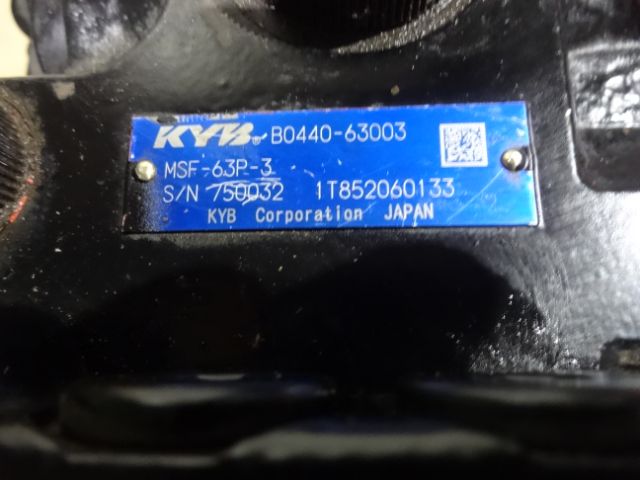 KYB® B0440-63003
MSF-63P-3
S/N 750032 1T852060133
KYB Corporation JAPAN